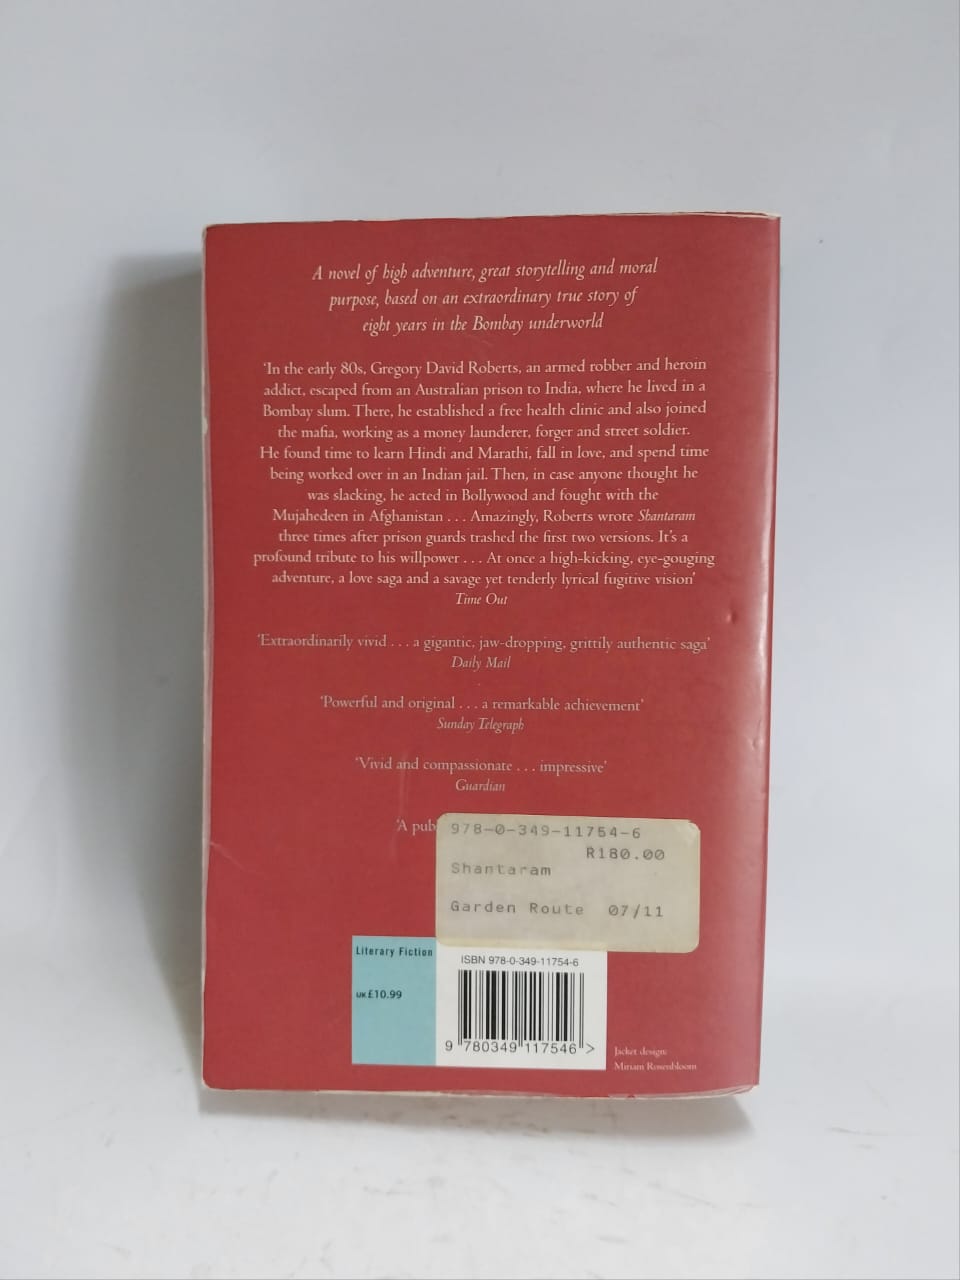 A novel of high adventure, great storytelling and moral
purpose, based on an extraordinary true story of
eight years in the Bombay underworld
'In the early 80s, Gregory David Roberts, an armed robber and heroin
addict, escaped from an Australian prison to India, where he lived in a
Bombay slum. There, he established a free health clinic and also joined
the mafia, working as a money launderer, forger and street soldier.
He found time to learn Hindi and Marathi, fall in love, and spend time
being worked over in an Indian jail. Then, in case anyone thought he
was slacking, he acted in Bollywood and fought with the
Mujahedeen in Afghanistan . . . Amazingly, Roberts wrote Shantaram
three times after prison guards trashed the first two versions. It's a
profound tribute to his willpower . . . At once a high-kicking, eye-gouging
adventure, a love saga and a savage yet tenderly lyrical fugitive vision'
Time Out
'Extraordinarily vivid . . . a gigantic, jaw-dropping, grittily authentic saga'
Daily Mail
'Powerful and original . . . a remarkable achievement'
Sunday Telegraph
'Vivid and compassionate . . . impressive'
Guardian
'A pub
978-0-349-11754-6
R180.00
Shantaram
Garden Route 07/11
Literary Fiction
UK £10.99
ISBN 978-0-349-11754-6
9 780349 117546 >
Jacket design:
Miriam Rosenbloom